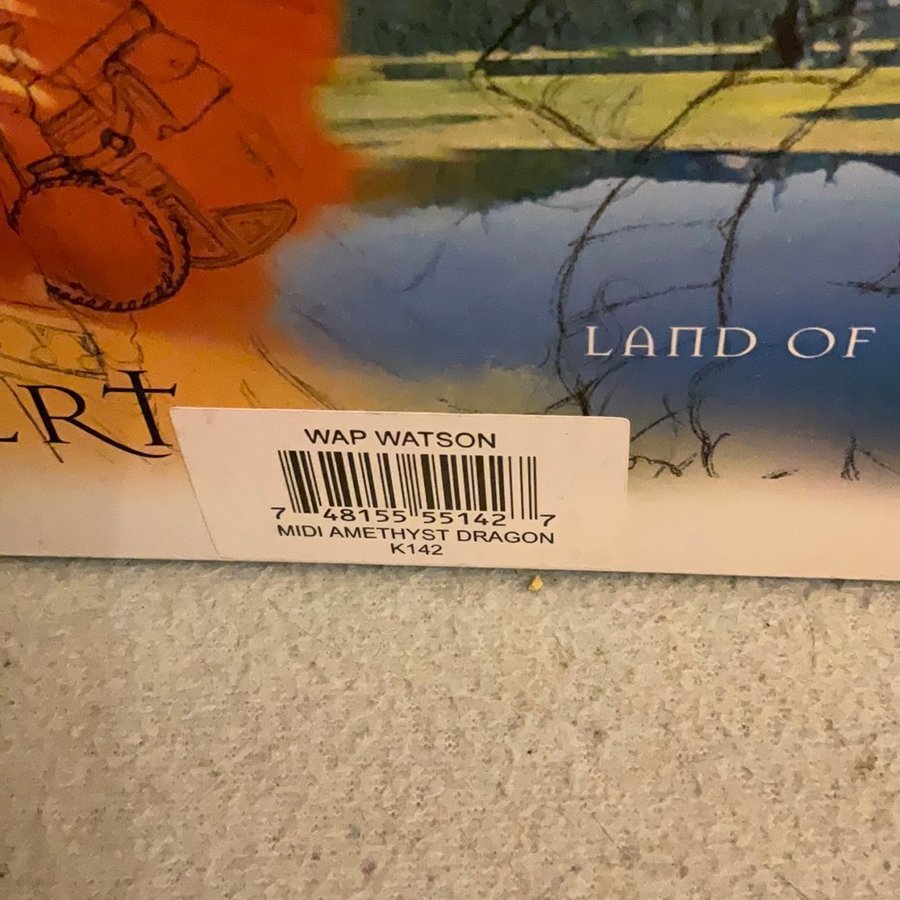 LAND OF
ERT
WAP WATSON
7 48155 55142 7
MIDI AMETHYST DRAGON
K142